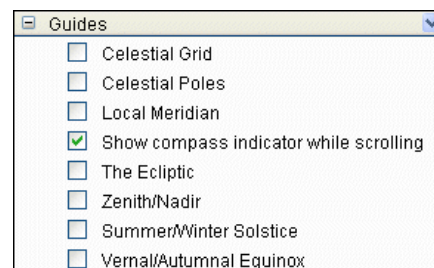 Guides
Celestial Grid
Celestial Poles
Local Meridian
Show compass indicator while scrolling
The Ecliptic
Zenith/Nadir
Summer/Winter Solstice
Vernal/Autumnal Equinox